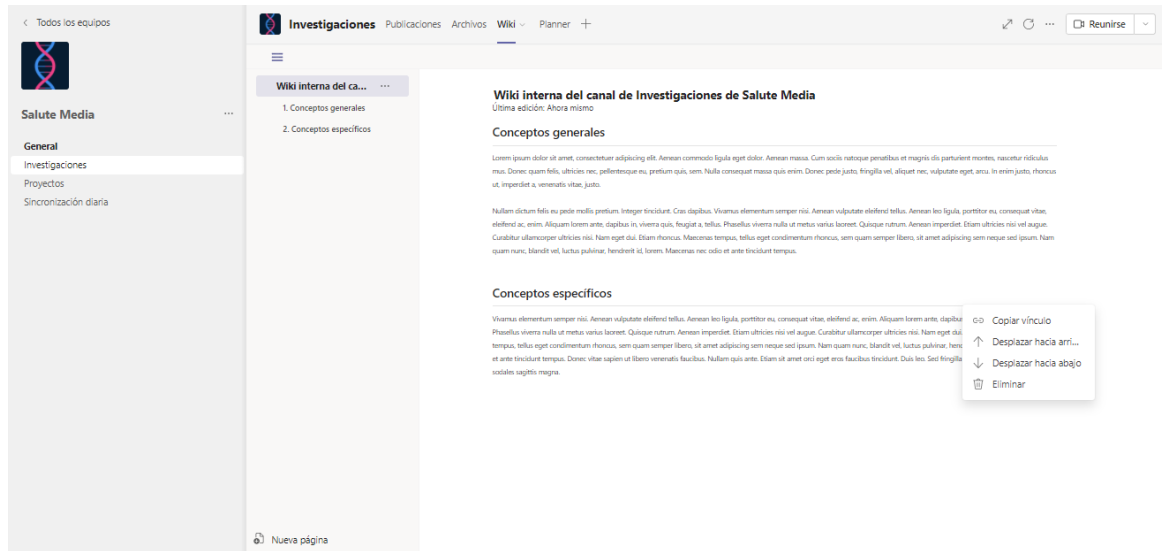 Todos los equipos
Salute Media
General
Investigaciones
Proyectos
Sincronización diaria
Investigaciones Publicaciones Archivos Wiki Planner
Reunirse
Wiki interna del ca...
1. Conceptos generales
2. Conceptos específicos
Nueva página
Wiki interna del canal de Investigaciones de Salute Media
Última edición: Ahora mismo
Conceptos generales
Lorem ipsum dolor sit amet, consectetuer adipiscing elit. Aenean commodo ligula eget dolor. Aenean massa. Cum sociis natoque penatibus et magnis dis parturient montes, nascetur ridiculus
mus. Donec quam felis, ultricies nec, pellentesque eu, pretium quis, sem. Nulla consequat massa quis enim. Donec pede justo, fringilla vel, aliquet nec, vulputate eget, arcu. In enim justo, rhoncus
ut, imperdiet a, venenatis vitae, justo.
Nullam dictum felis eu pede mollis pretium. Integer tincidunt. Cras dapibus. Vivamus elementum semper nisi. Aenean vulputate eleifend tellus. Aenean leo ligula, porttitor eu, consequat vitae,
eleifend ac, enim. Aliquam lorem ante, dapibus in, viverra quis, feugiat a, tellus. Phasellus viverra nulla ut metus varius laoreet. Quisque rutrum. Aenean imperdiet. Etiam ultricies nisi vel augue.
Curabitur ullamcorper ultricies nisi. Nam eget dui. Etiam rhoncus. Maecenas tempus, tellus eget condimentum rhoncus, sem quam semper libero, sit amet adipiscing sem neque sed ipsum. Nam
quam nunc, blandit vel, luctus pulvinar, hendrerit id, lorem. Maecenas nec odio et ante tincidunt tempus.
Conceptos específicos
Vivamus elementum semper nisi. Aenean vulputate eleifend tellus. Aenean leo ligula, porttitor eu, consequat vitae, eleifend ac, enim. Aliquam lorem ante, dapibu
Phasellus viverra nulla ut metus varius laoreet. Quisque rutrum. Aenean imperdiet. Etiam ultricies nisi vel augue. Curabitur ullamcorper ultricies nisi. Nam eget dui.
tempus, tellus eget condimentum rhoncus, sem quam semper libero, sit amet adipiscing sem neque sed ipsum. Nam quam nunc, blandit vel, luctus pulvinar, hen
et ante tincidunt tempus. Donec vitae sapien ut libero venenatis faucibus. Nullam quis ante. Etiam sit amet orci eget eros faucibus tincidunt. Duis leo. Sed fringilla
sodales sagittis magna.
Copiar vínculo
Desplazar hacia arri...
Desplazar hacia abajo
Eliminar